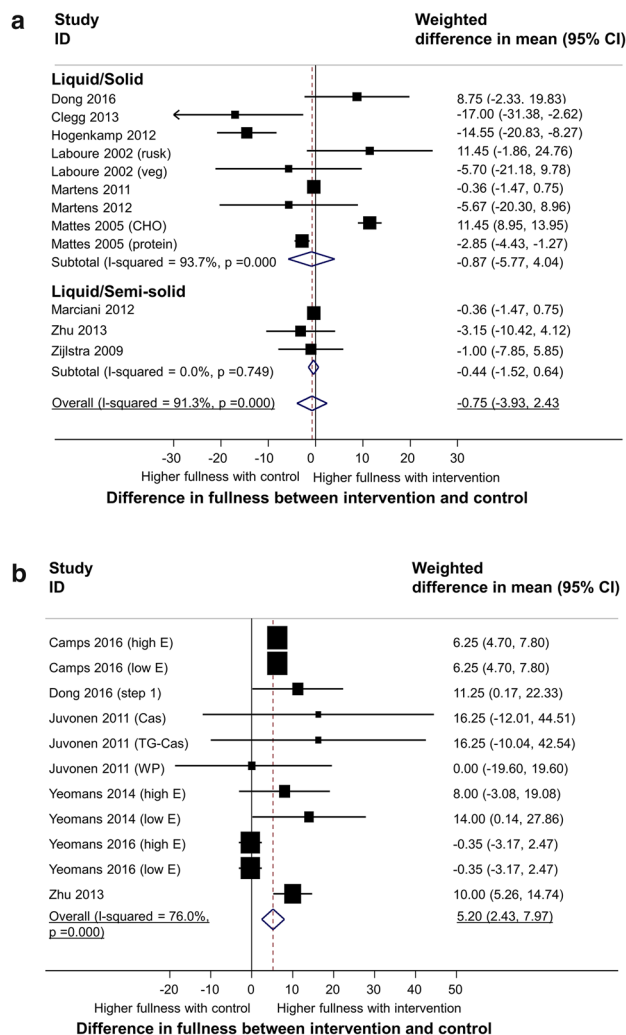 a
Study Weighted
ID difference in mean (95% CI)
Liquid/Solid
Dong 2016 8.75 (-2.33, 19.83)
Clegg 2013 -17.00 (-31.38, -2.62)
Hogenkamp 2012 -14.55 (-20.83, -8.27)
Laboure 2002 (rusk) 11.45 (-1.86, 24.76)
Laboure 2002 (veg) -5.70 (-21.18, 9.78)
Martens 2011 -0.36 (-1.47, 0.75)
Martens 2012 -5.67 (-20.30, 8.96)
Mattes 2005 (CHO) 11.45 (8.95, 13.95)
Mattes 2005 (protein) -2.85 (-4.43, -1.27)
Subtotal (I-squared = 93.7%, p =0.000 -0.87 (-5.77, 4.04)
Liquid/Semi-solid
Marciani 2012 -0.36 (-1.47, 0.75)
Zhu 2013 -3.15 (-10.42, 4.12)
Zijlstra 2009 -1.00 (-7.85, 5.85)
Subtotal (I-squared = 0.0%, p =0.749) -0.44 (-1.52, 0.64)
Overall (I-squared = 91.3%, p =0.000) -0.75 (-3.93, 2.43
-30 -20 -10 0 10 20 30
Higher fullness with control Higher fullness with intervention
Difference in fullness between intervention and control
b
Study Weighted
ID difference in mean (95% CI)
Camps 2016 (high E) 6.25 (4.70, 7.80)
Camps 2016 (low E) 6.25 (4.70, 7.80)
Dong 2016 (step 1) 11.25 (0.17, 22.33)
Juvonen 2011 (Cas) 16.25 (-12.01, 44.51)
Juvonen 2011 (TG-Cas) 16.25 (-10.04, 42.54)
Juvonen 2011 (WP) 0.00 (-19.60, 19.60)
Yeomans 2014 (high E) 8.00 (-3.08, 19.08)
Yeomans 2014 (low E) 14.00 (0.14, 27.86)
Yeomans 2016 (high E) -0.35 (-3.17, 2.47)
Yeomans 2016 (low E) -0.35 (-3.17, 2.47)
Zhu 2013 10.00 (5.26, 14.74)
Overall (I-squared = 76.0%, 5.20 (2.43, 7.97)
p =0.000)
-20 -10 0 10 20 30 40 50
Higher fullness with control Higher fullness with intervention
Difference in fullness between intervention and control